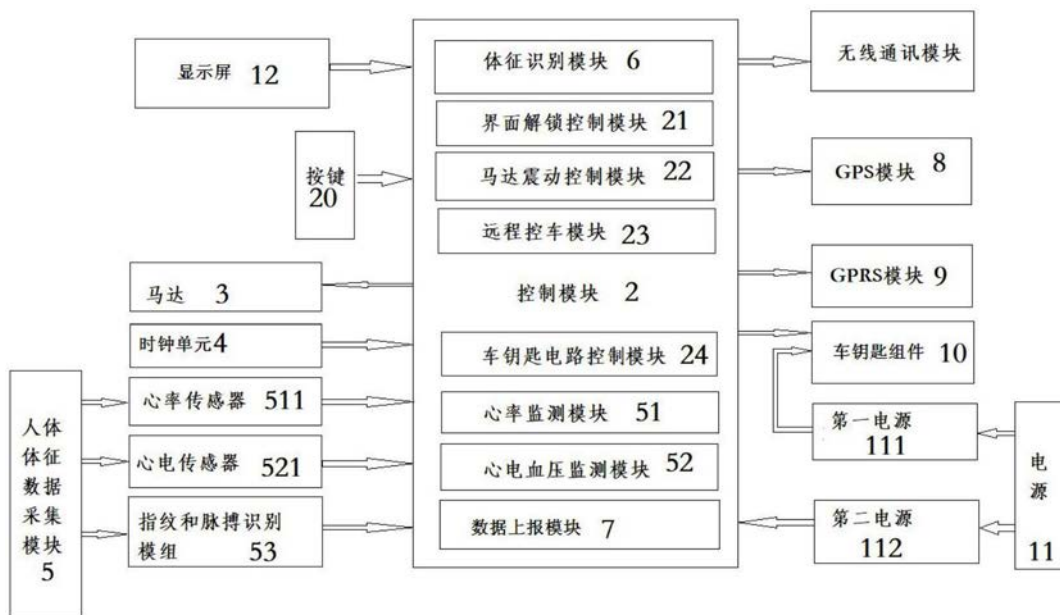 显示屏 12
按键
20
马达 3
时钟单元4
人体
体征
数据
采集
模块
5
心率传感器 511
心电传感器 521
指纹和脉搏识别
模组 53
体征识别模块 6
界面解锁控制模块 21
马达震动控制模块 22
远程控车模块 23
控制模块 2
车钥匙电路控制模块 24
心率监测模块 51
心电血压监测模块 52
数据上报模块 7
无线通讯模块
GPS模块 8
GPRS模块 9
车钥匙组件 10
第一电源
111
第二电源
112
电
源
11